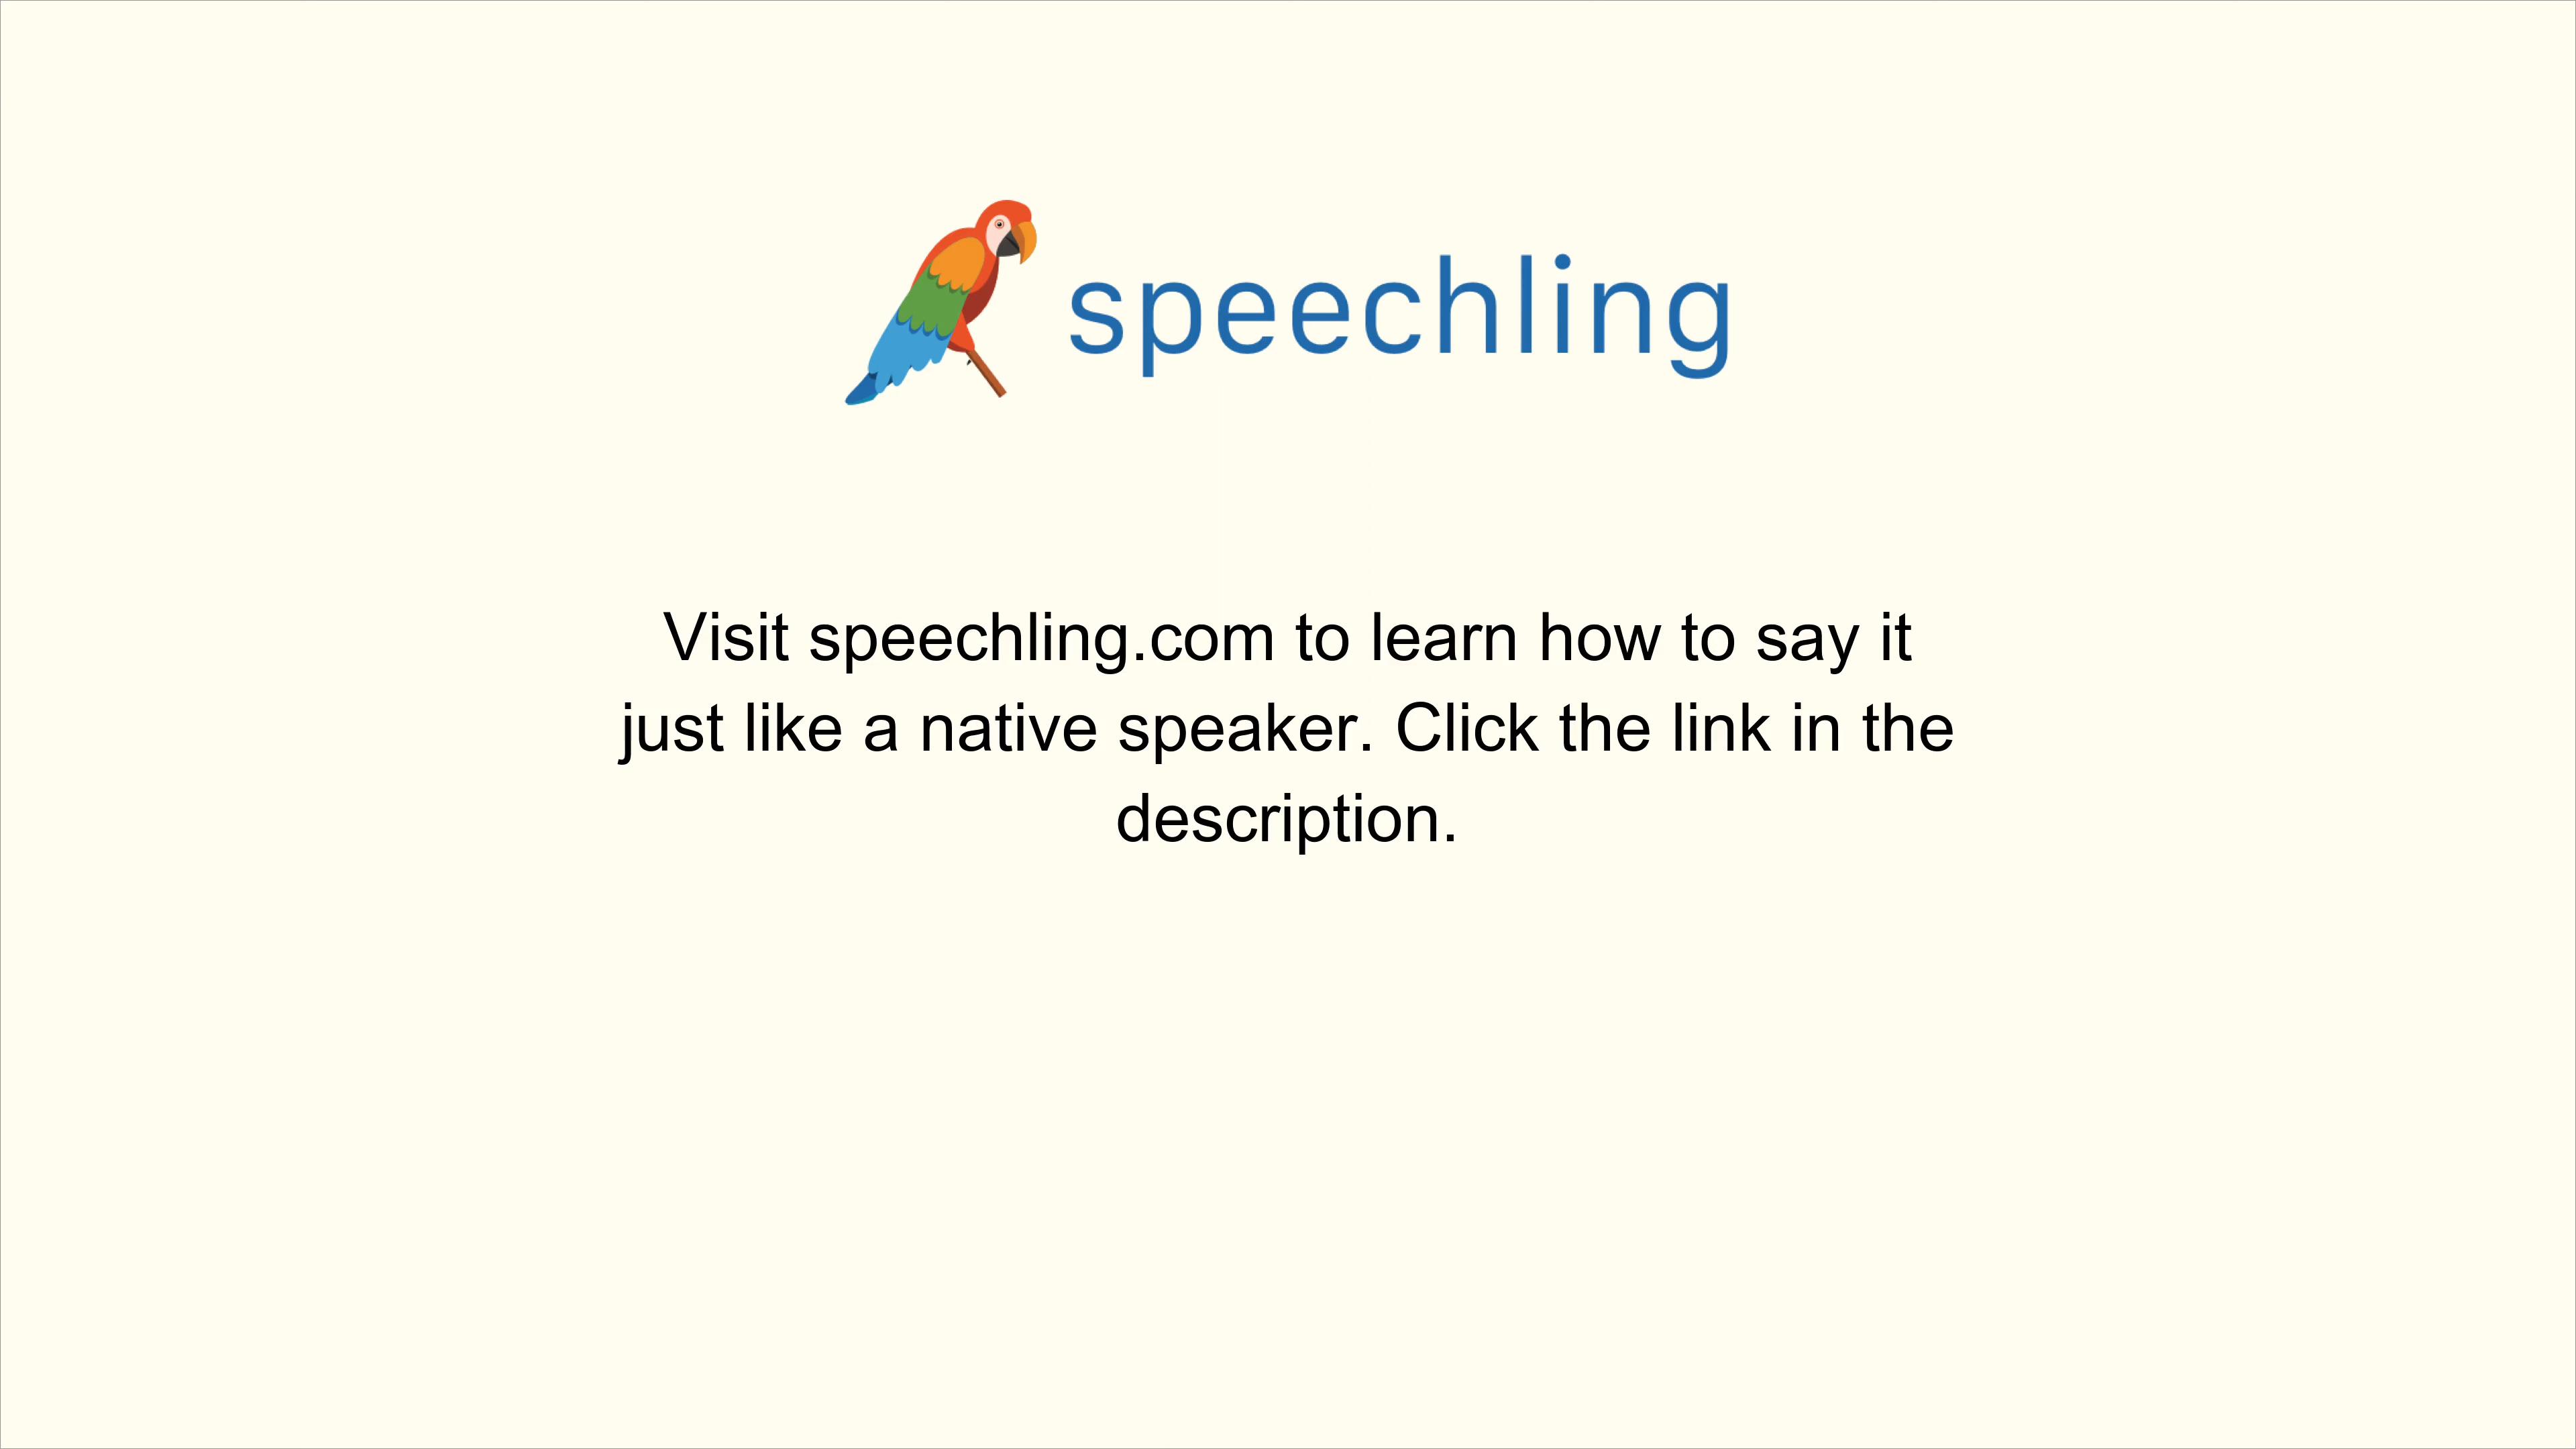 speechling
Visit speechling.com to learn how to say it
just like a native speaker. Click the link in the
description.